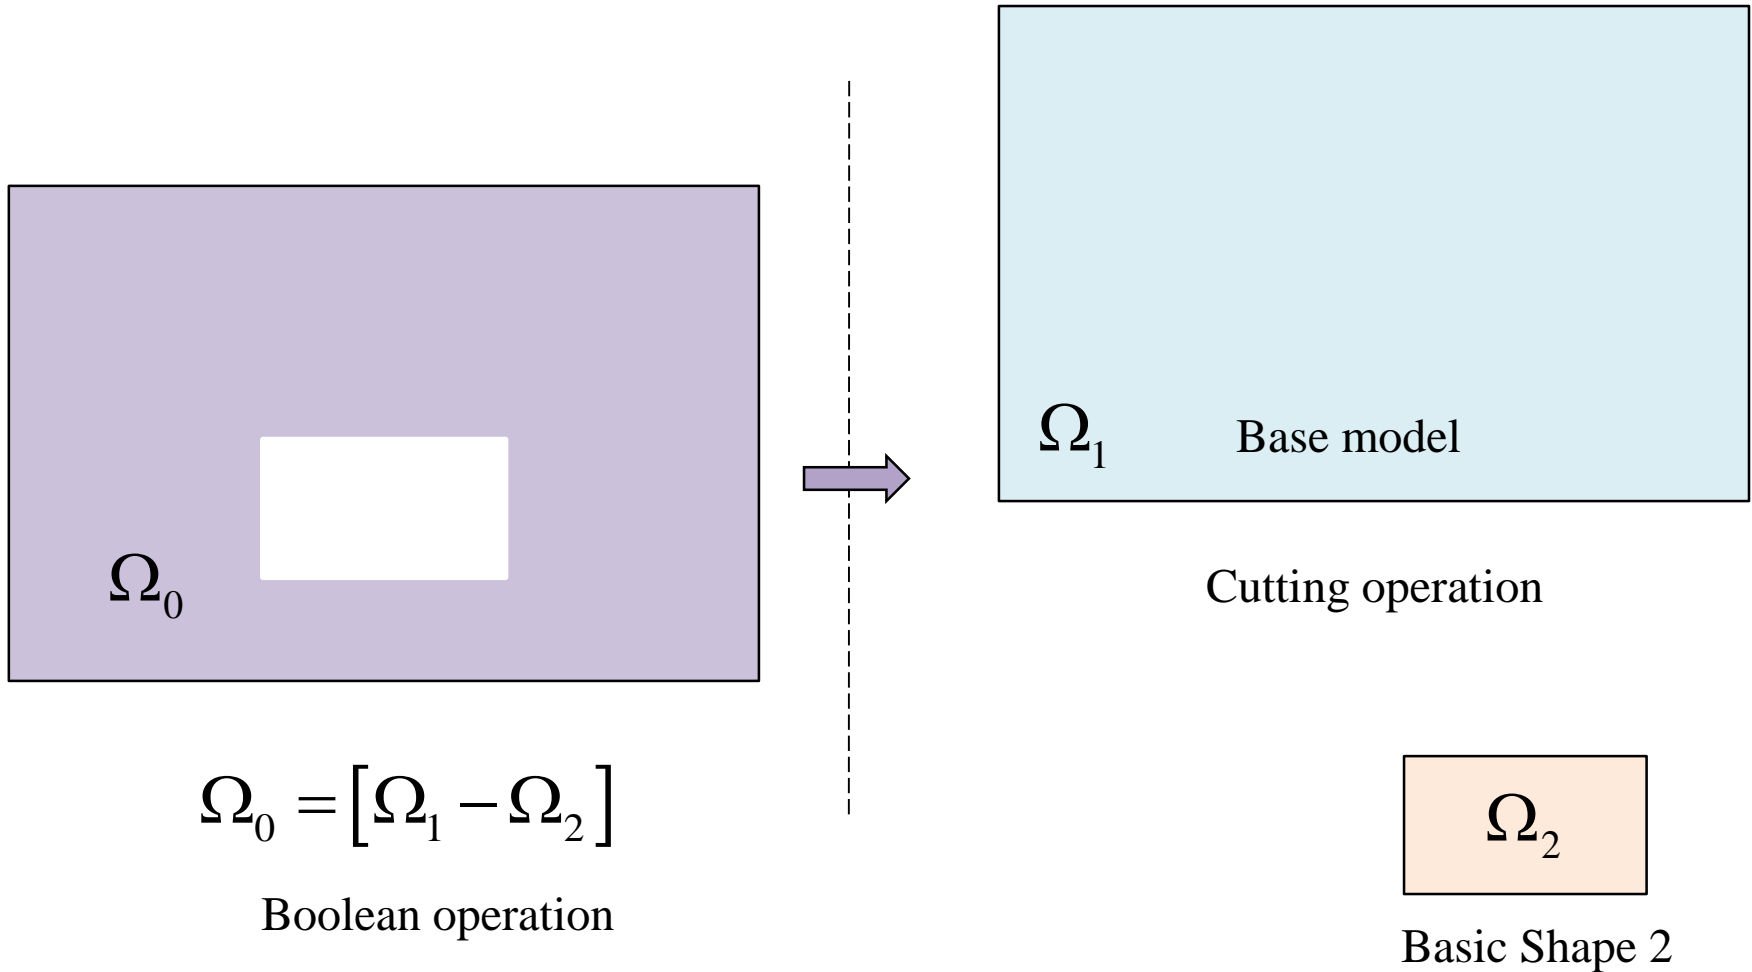 Ω₀
Ω₀ = [Ω₁ − Ω₂]
Boolean operation
Ω₁
Base model
Cutting operation
Ω₂
Basic Shape 2